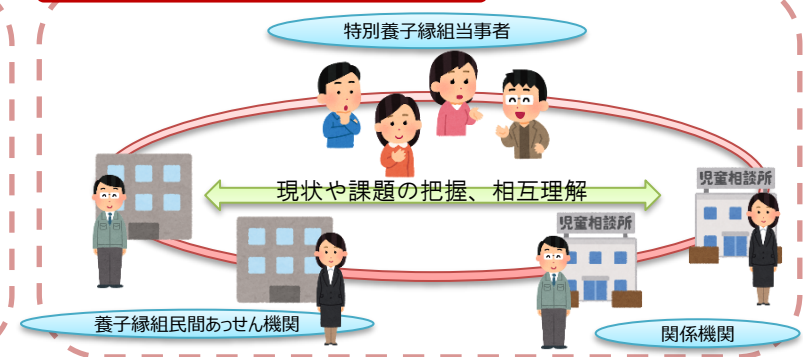 特別養子縁組当事者
現状や課題の把握、相互理解
児童相談所
児童相談所
養子縁組民間あっせん機関
関係機関